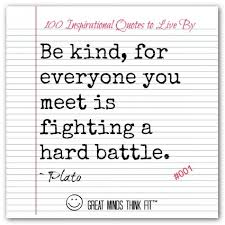 100 Inspirational Quotes to Live By
Be kind, for
everyone you
meet is
fighting a
hard battle.
~ Plato
#001
GREAT MINDS THINK FIT™